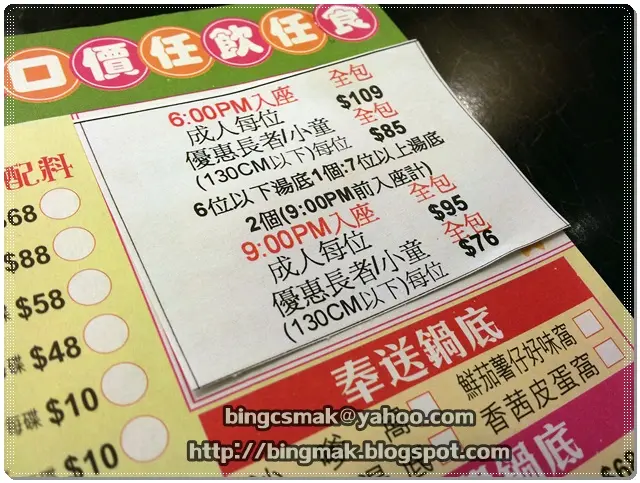 口價任飲任食
6:00PM入座 全包
成人每位 $109
優惠長者/小童 全包
(130CM以下)每位 $85
6位以下湯底1個:7位以上湯底
2個(9:00PM前入座計)
9:00PM入座 全包
成人每位 $95
優惠長者/小童 全包
(130CM以下)每位 $76
配料
$68
$88
$58
碟 $48
每碟 $10
$10
奉送鍋底
鮮茄薯仔好味窩
香茜皮蛋窩
窩
鍋底
bingcsmak@yahoo.com
http://bingmak.blogspot.com